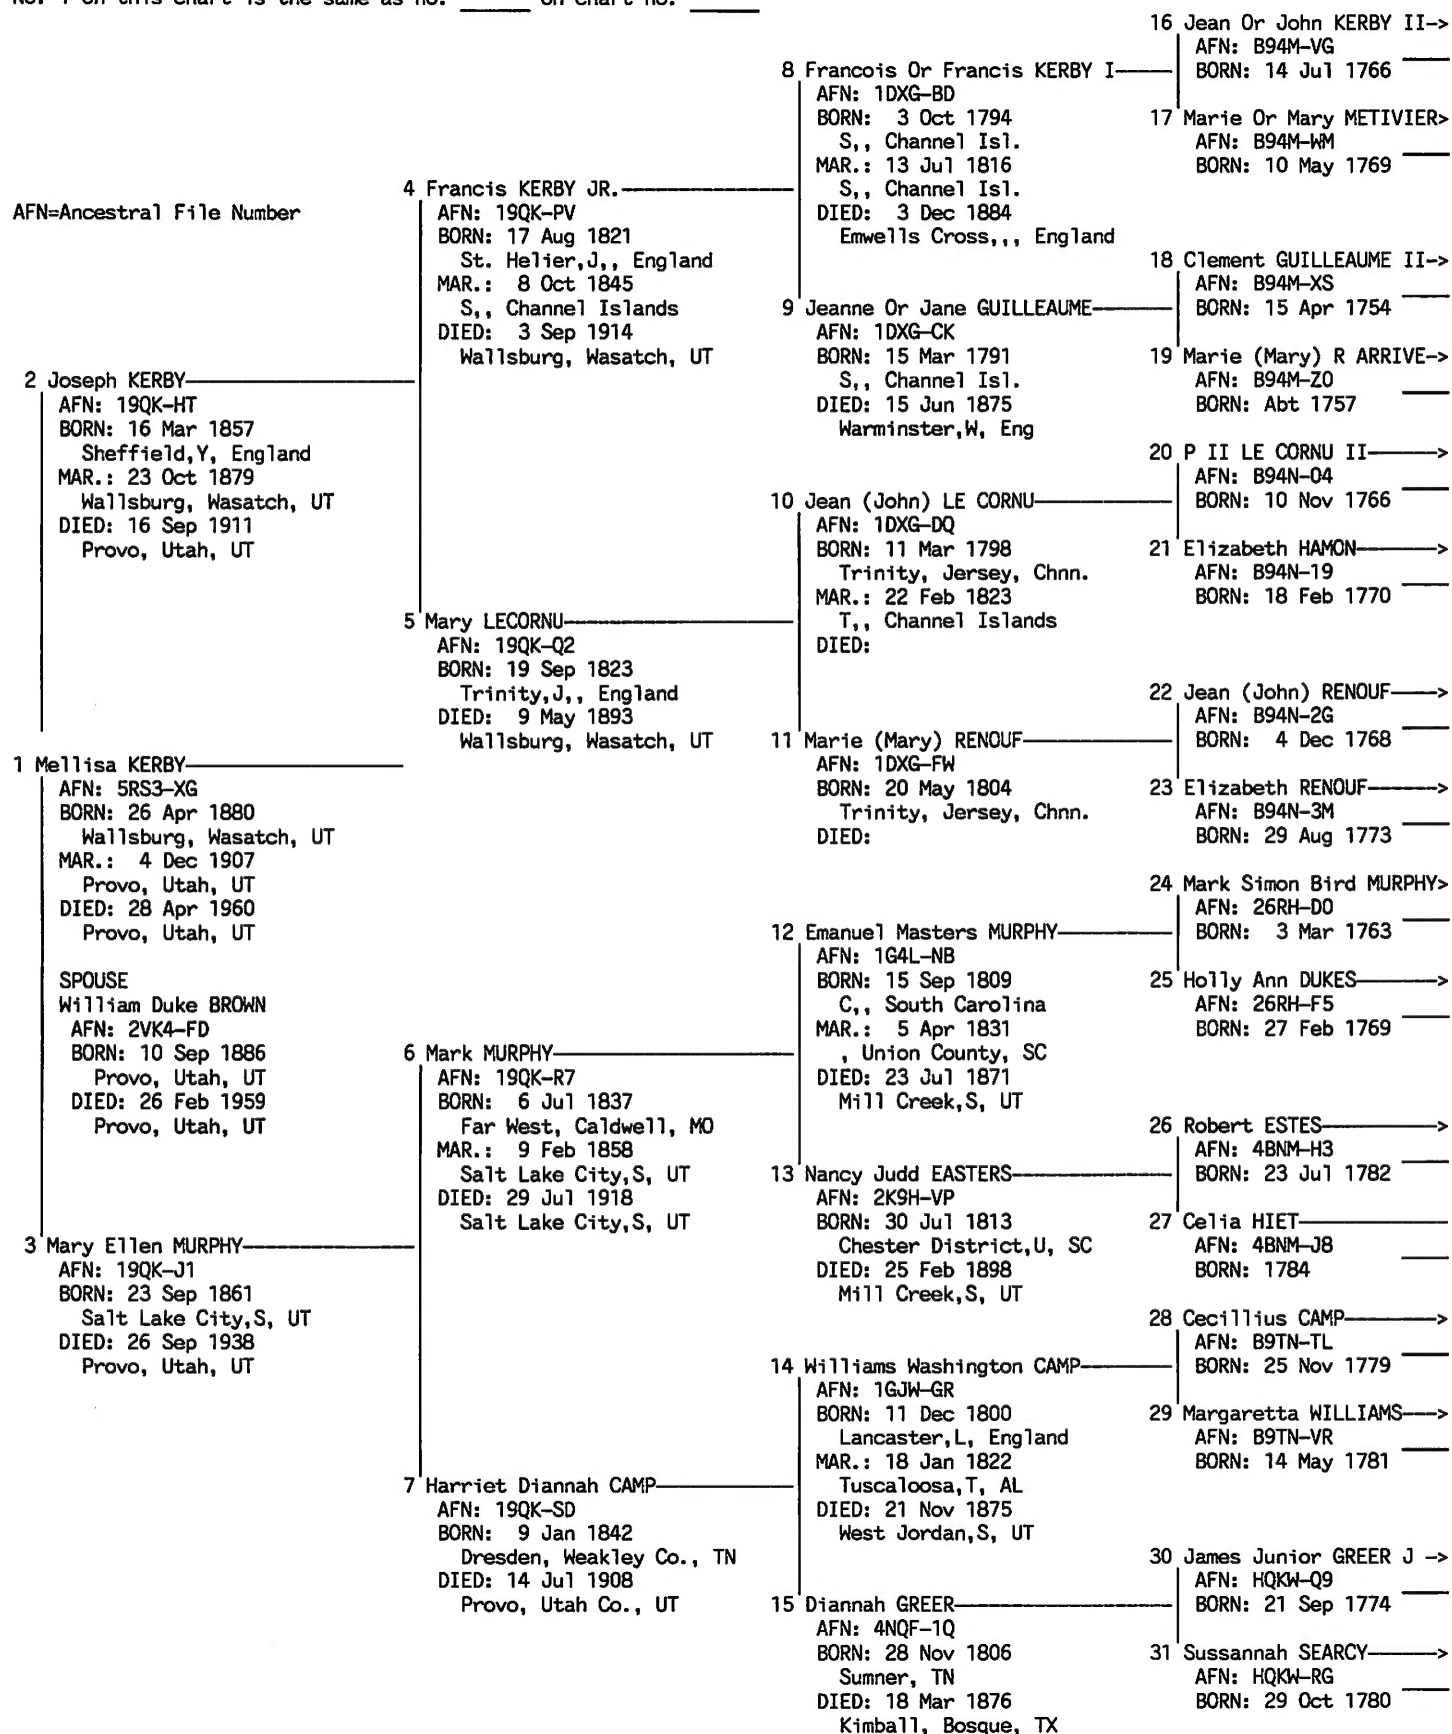 No. 1 on this chart is the same as no. _____ on chart no. _____
AFN=Ancestral File Number
1 Mellisa KERBY
AFN: 5RS3-XG
BORN: 26 Apr 1880
Wallsburg, Wasatch, UT
MAR.: 4 Dec 1907
Provo, Utah, UT
DIED: 28 Apr 1960
Provo, Utah, UT
SPOUSE
William Duke BROWN
AFN: 2VK4-FD
BORN: 10 Sep 1886
Provo, Utah, UT
DIED: 26 Feb 1959
Provo, Utah, UT
2 Joseph KERBY
AFN: 19QK-HT
BORN: 16 Mar 1857
Sheffield,Y, England
MAR.: 23 Oct 1879
Wallsburg, Wasatch, UT
DIED: 16 Sep 1911
Provo, Utah, UT
3 Mary Ellen MURPHY
AFN: 19QK-J1
BORN: 23 Sep 1861
Salt Lake City,S, UT
DIED: 26 Sep 1938
Provo, Utah, UT
4 Francis KERBY JR.
AFN: 19QK-PV
BORN: 17 Aug 1821
St. Helier,J,, England
MAR.: 8 Oct 1845
S,, Channel Islands
DIED: 3 Sep 1914
Wallsburg, Wasatch, UT
5 Mary LECORNU
AFN: 19QK-Q2
BORN: 19 Sep 1823
Trinity,J,, England
DIED: 9 May 1893
Wallsburg, Wasatch, UT
6 Mark MURPHY
AFN: 19QK-R7
BORN: 6 Jul 1837
Far West, Caldwell, MO
MAR.: 9 Feb 1858
Salt Lake City,S, UT
DIED: 29 Jul 1918
Salt Lake City,S, UT
7 Harriet Diannah CAMP
AFN: 19QK-SD
BORN: 9 Jan 1842
Dresden, Weakley Co., TN
DIED: 14 Jul 1908
Provo, Utah Co., UT
8 Francois Or Francis KERBY I
AFN: 1DXG-BD
BORN: 3 Oct 1794
S,, Channel Isl.
MAR.: 13 Jul 1816
S,, Channel Isl.
DIED: 3 Dec 1884
Emwells Cross,,, England
9 Jeanne Or Jane GUILLEAUME
AFN: 1DXG-CK
BORN: 15 Mar 1791
S,, Channel Isl.
DIED: 15 Jun 1875
Warminster,W, Eng
10 Jean (John) LE CORNU
AFN: 1DXG-DQ
BORN: 11 Mar 1798
Trinity, Jersey, Chnn.
MAR.: 22 Feb 1823
T,, Channel Islands
DIED:
11 Marie (Mary) RENOUF
AFN: 1DXG-FW
BORN: 20 May 1804
Trinity, Jersey, Chnn.
DIED:
12 Emanuel Masters MURPHY
AFN: 1G4L-NB
BORN: 15 Sep 1809
C,, South Carolina
MAR.: 5 Apr 1831
, Union County, SC
DIED: 23 Jul 1871
Mill Creek,S, UT
13 Nancy Judd EASTERS
AFN: 2K9H-VP
BORN: 30 Jul 1813
Chester District,U, SC
DIED: 25 Feb 1898
Mill Creek,S, UT
14 Williams Washington CAMP
AFN: 1GJW-GR
BORN: 11 Dec 1800
Lancaster,L, England
MAR.: 18 Jan 1822
Tuscaloosa,T, AL
DIED: 21 Nov 1875
West Jordan,S, UT
15 Diannah GREER
AFN: 4NQF-1Q
BORN: 28 Nov 1806
Sumner, TN
DIED: 18 Mar 1876
Kimball, Bosque, TX
16 Jean Or John KERBY II->
AFN: B94M-VG
BORN: 14 Jul 1766
17 Marie Or Mary METIVIER>
AFN: B94M-WM
BORN: 10 May 1769
18 Clement GUILLEAUME II->
AFN: B94M-XS
BORN: 15 Apr 1754
19 Marie (Mary) R ARRIVE->
AFN: B94M-Z0
BORN: Abt 1757
20 P II LE CORNU II->
AFN: B94N-04
BORN: 10 Nov 1766
21 Elizabeth HAMON->
AFN: B94N-19
BORN: 18 Feb 1770
22 Jean (John) RENOUF->
AFN: B94N-2G
BORN: 4 Dec 1768
23 Elizabeth RENOUF->
AFN: B94N-3M
BORN: 29 Aug 1773
24 Mark Simon Bird MURPHY>
AFN: 26RH-D0
BORN: 3 Mar 1763
25 Holly Ann DUKES->
AFN: 26RH-F5
BORN: 27 Feb 1769
26 Robert ESTES->
AFN: 4BNM-H3
BORN: 23 Jul 1782
27 Celia HIET
AFN: 4BNM-J8
BORN: 1784
28 Cecillius CAMP->
AFN: B9TN-TL
BORN: 25 Nov 1779
29 Margaretta WILLIAMS->
AFN: B9TN-VR
BORN: 14 May 1781
30 James Junior GREER J ->
AFN: HQKW-Q9
BORN: 21 Sep 1774
31 Sussannah SEARCY->
AFN: HQKW-RG
BORN: 29 Oct 1780